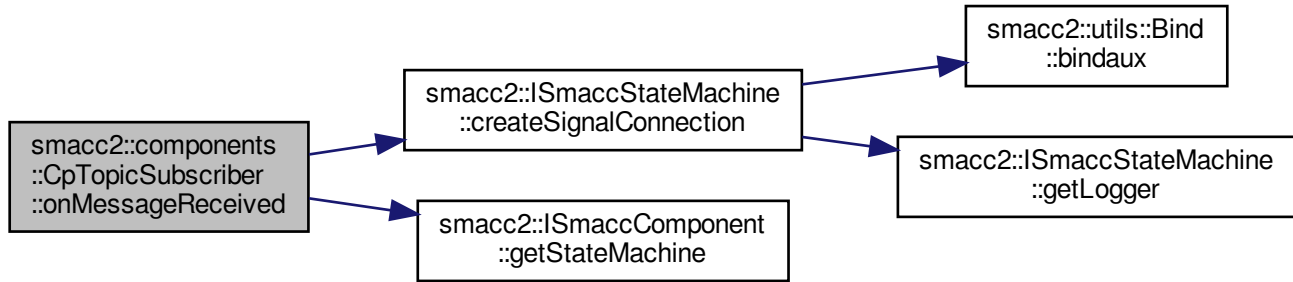 smacc2::components
::CpTopicSubscriber
::onMessageReceived
smacc2::ISmaccStateMachine
::createSignalConnection
smacc2::utils::Bind
::bindaux
smacc2::ISmaccStateMachine
::getLogger
smacc2::ISmaccComponent
::getStateMachine